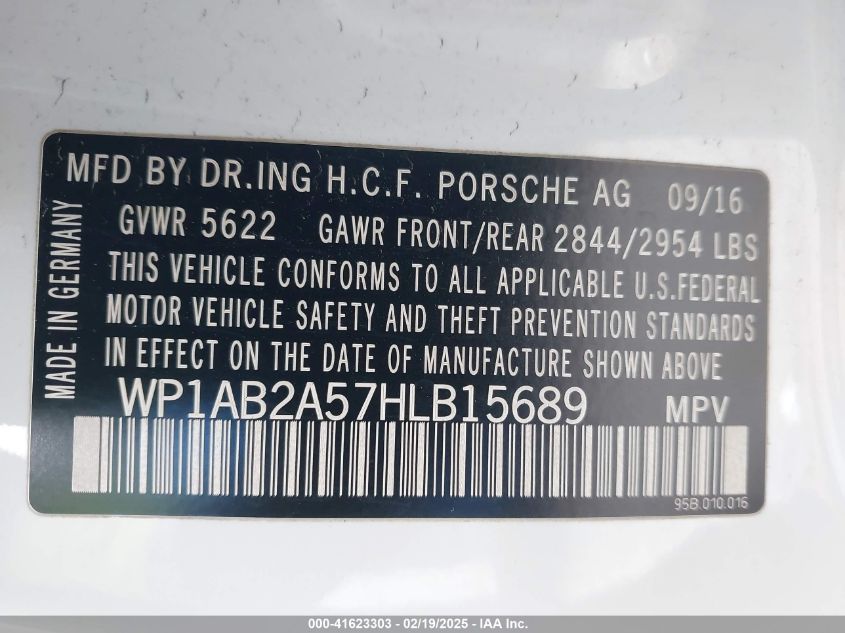 MFD BY DR.ING H.C.F. PORSCHE AG 09/16
GVWR 5622 GAWR FRONT/REAR 2844/2954 LBS
THIS VEHICLE CONFORMS TO ALL APPLICABLE U.S.FEDERAL
MOTOR VEHICLE SAFETY AND THEFT PREVENTION STANDARDS
IN EFFECT ON THE DATE OF MANUFACTURE SHOWN ABOVE
WP1AB2A57HLB15689 MPV
95B.010.016
MADE IN GERMANY
000-41623303 - 02/19/2025 - IAA Inc.